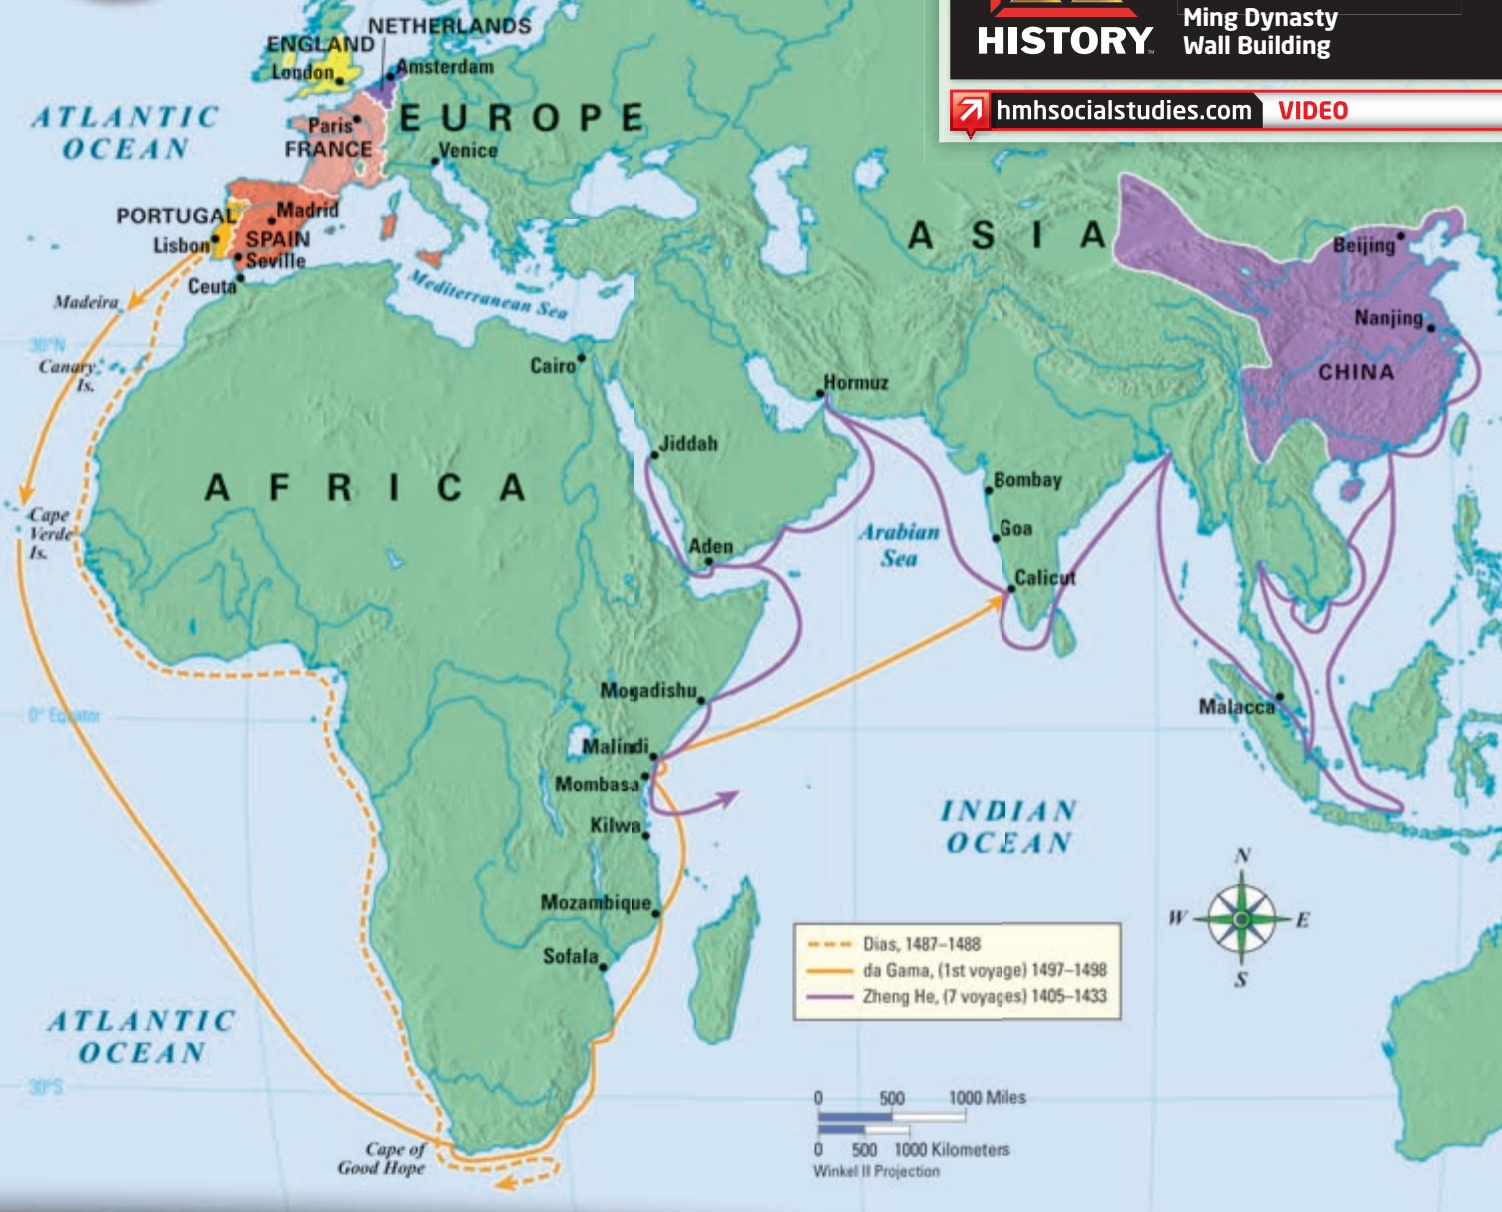 HISTORY
Ming Dynasty
Wall Building
hmhsocialstudies.com
VIDEO
NETHERLANDS
ENGLAND
London
Amsterdam
ATLANTIC
OCEAN
EUROPE
Paris
FRANCE
Venice
PORTUGAL
Madrid
Lisbon
SPAIN
Seville
Ceuta
Mediterranean Sea
ASIA
Beijing
Nanjing
CHINA
Madeira
30°N
Canary
Is.
Cairo
Hormuz
Jiddah
AFRICA
Bombay
Cape
Verde
Is.
Aden
Arabian
Sea
Goa
Calicut
Mogadishu
Malacca
0° Equator
Malindi
Mombasa
Kilwa
INDIAN
OCEAN
Mozambique
Sofala
N
W
E
S
Dias, 1487–1488
da Gama, (1st voyage) 1497–1498
Zheng He, (7 voyages) 1405–1433
ATLANTIC
OCEAN
30°S
0 500 1000 Miles
0 500 1000 Kilometers
Winkel II Projection
Cape of
Good Hope